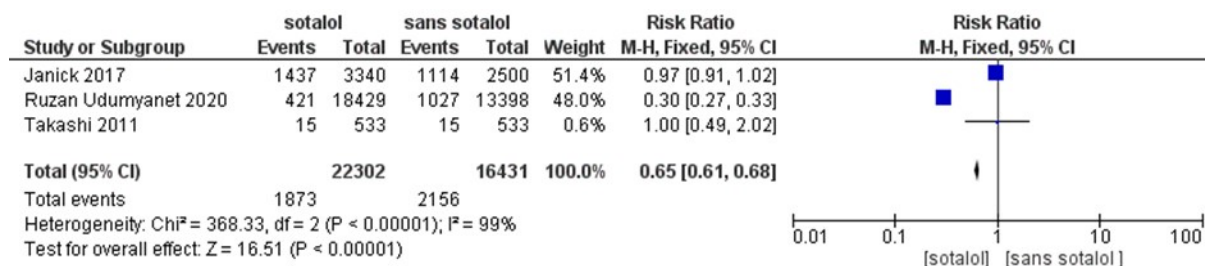 sotalol sans sotalol Risk Ratio Risk Ratio
Study or Subgroup Events Total Events Total Weight M-H, Fixed, 95% CI M-H, Fixed, 95% CI
Janick 2017 1437 3340 1114 2500 51.4% 0.97 [0.91, 1.02]
Ruzan Udumyanet 2020 421 18429 1027 13398 48.0% 0.30 [0.27, 0.33]
Takashi 2011 15 533 15 533 0.6% 1.00 [0.49, 2.02]
Total (95% CI) 22302 16431 100.0% 0.65 [0.61, 0.68]
Total events 1873 2156
Heterogeneity: Chi² = 368.33, df = 2 (P < 0.00001); I² = 99%
Test for overall effect: Z = 16.51 (P < 0.00001)
0.01 0.1 1 10 100
[sotalol] [sans sotalol ]